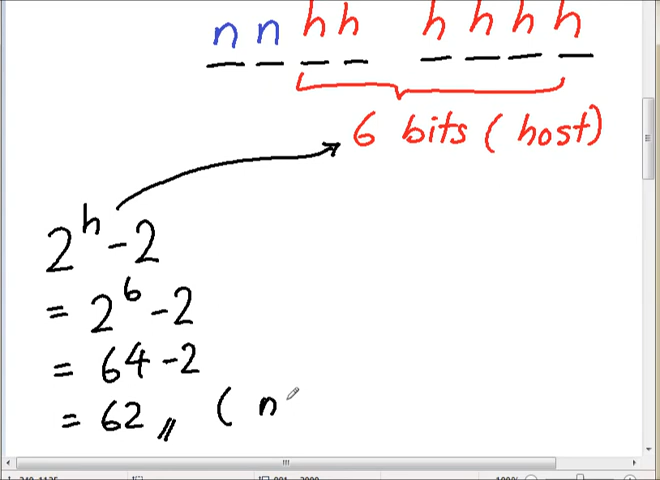 n n h h h h h h
6 bits (host)
2^h - 2
= 2^6 - 2
= 64 - 2
= 62 ,, ( n